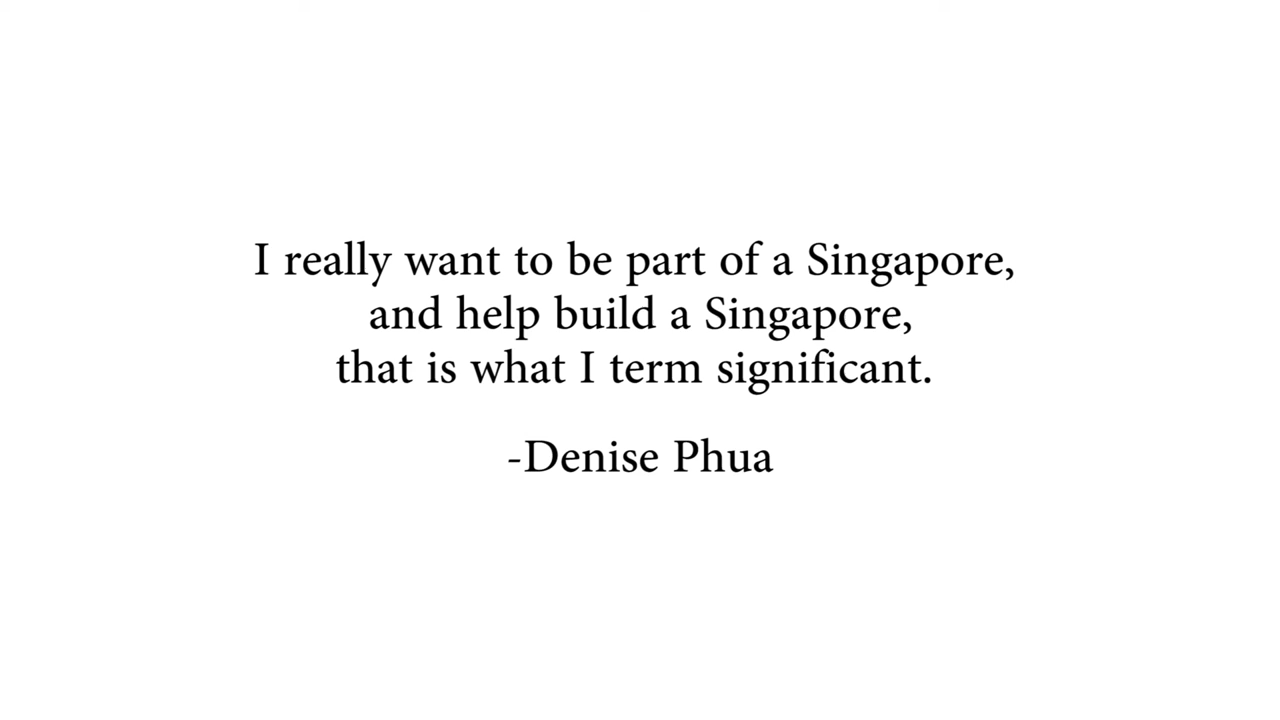 I really want to be part of a Singapore,
and help build a Singapore,
that is what I term significant.
-Denise Phua